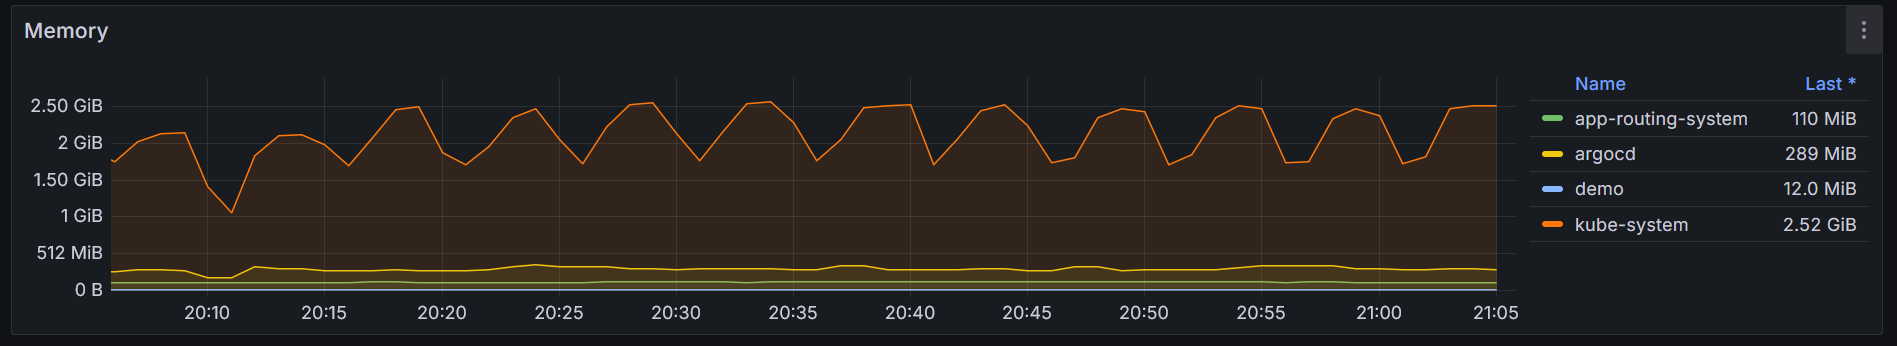 Memory
Name Last *
2.50 GiB
2 GiB
1.50 GiB
1 GiB
512 MiB
0 B
app-routing-system 110 MiB
argocd 289 MiB
demo 12.0 MiB
kube-system 2.52 GiB
20:10 20:15 20:20 20:25 20:30 20:35 20:40 20:45 20:50 20:55 21:00 21:05